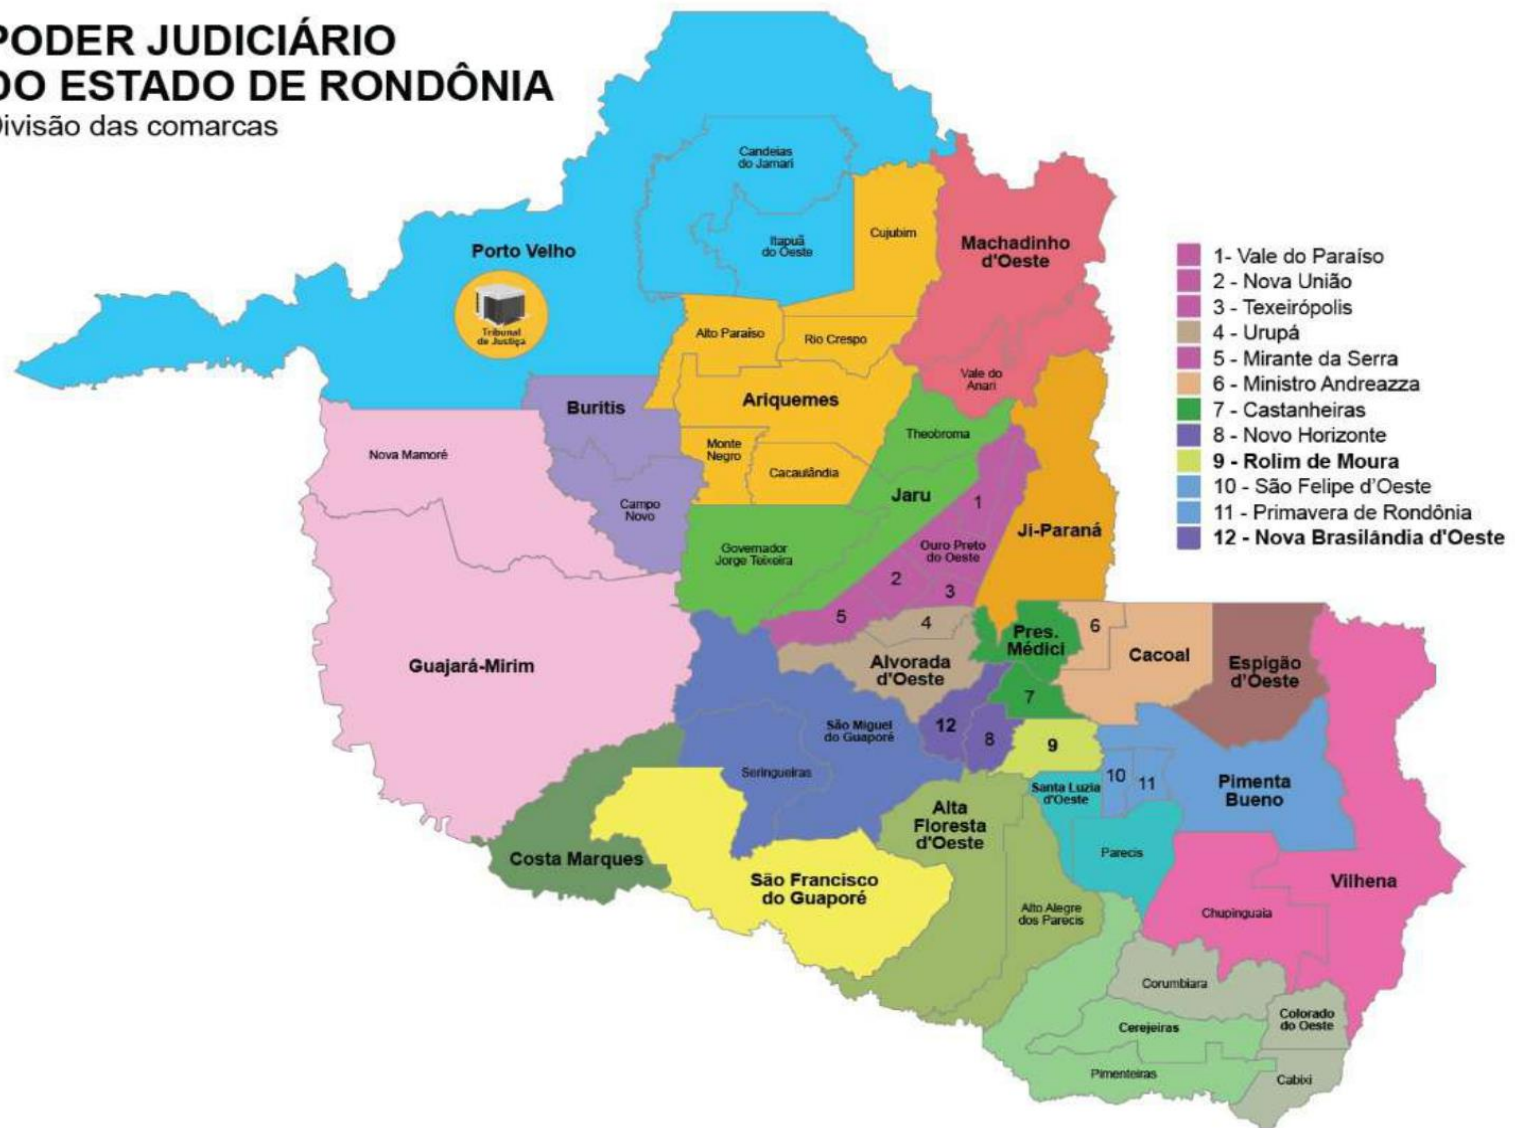 PODER JUDICIÁRIO
DO ESTADO DE RONDÔNIA
Divisão das comarcas
Candeias
do Jamari
Cujubim
Machadinho
d'Oeste
Porto Velho
Itapuã
do Oeste
Tribunal
de Justiça
Alto Paraíso
Rio Crespo
Vale do
Anari
Buritis
Ariquemes
Theobroma
Nova Mamoré
Monte
Negro
Cacaulândia
Campo
Novo
Jaru
1
Ji-Paraná
Governador
Jorge Teixeira
Ouro Preto
do Oeste
2
3
5
4
Guajará-Mirim
Alvorada
d'Oeste
Pres.
Médici
6
Cacoal
Espigão
d'Oeste
7
São Miguel
do Guaporé
12
8
9
Seringueiras
Santa Luzia
d'Oeste
10
11
Pimenta
Bueno
Alta
Floresta
d'Oeste
Costa Marques
Parecis
São Francisco
do Guaporé
Vilhena
Alto Alegre
dos Parecis
Chupinguaia
Corumbiara
Cerejeiras
Colorado
do Oeste
Pimenteiras
Cabixi
1- Vale do Paraíso
2 - Nova União
3 - Texeirópolis
4 - Urupá
5 - Mirante da Serra
6 - Ministro Andreazza
7 - Castanheiras
8 - Novo Horizonte
9 - Rolim de Moura
10 - São Felipe d'Oeste
11 - Primavera de Rondônia
12 - Nova Brasilândia d'Oeste